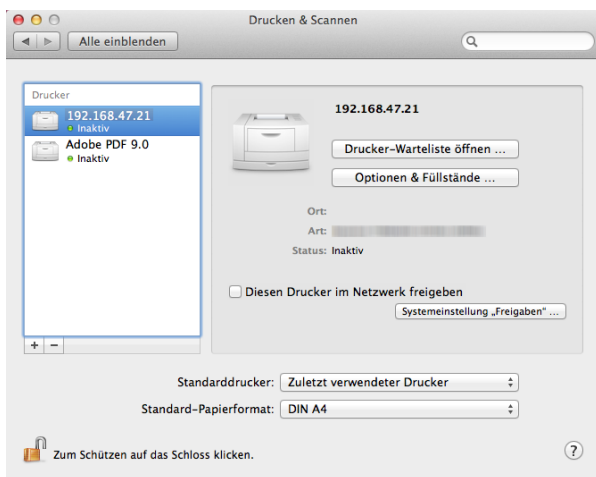 Drucken & Scannen
Alle einblenden
Drucker
192.168.47.21
Inaktiv
Adobe PDF 9.0
Inaktiv
192.168.47.21
Drucker-Warteliste öffnen ...
Optionen & Füllstände ...
Ort:
Art:
Status: Inaktiv
Diesen Drucker im Netzwerk freigeben
Systemeinstellung „Freigaben“ ...
+ −
Standarddrucker: Zuletzt verwendeter Drucker
Standard-Papierformat: DIN A4
Zum Schützen auf das Schloss klicken.
?